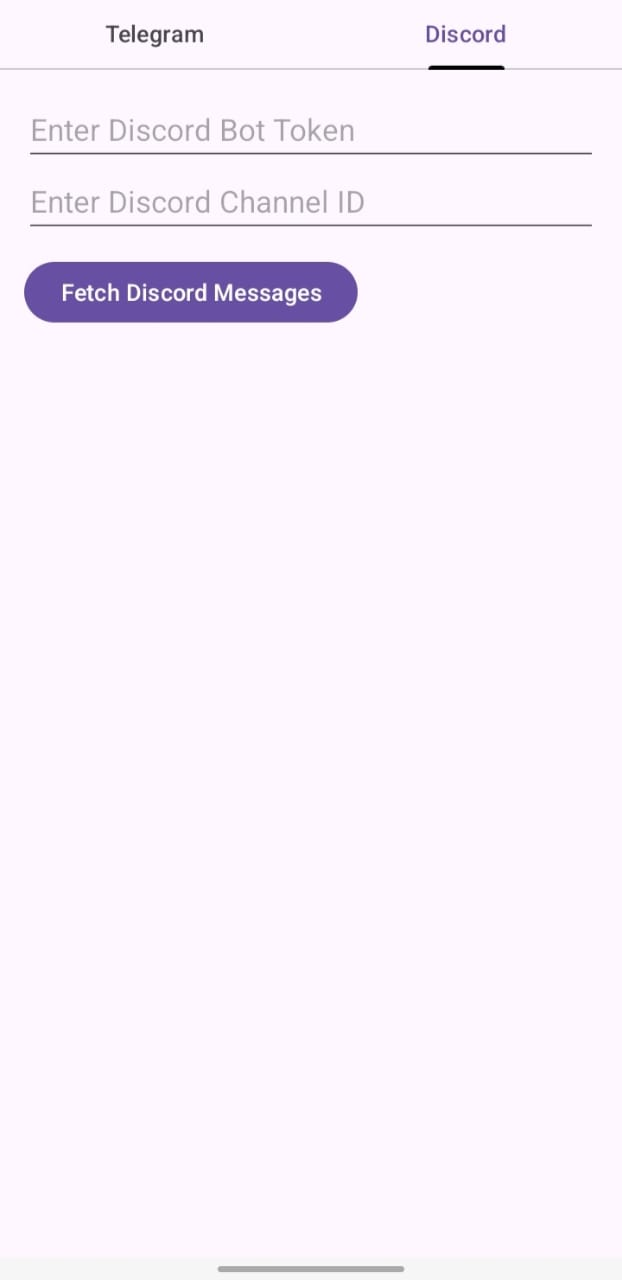 Telegram
Discord
Enter Discord Bot Token
Enter Discord Channel ID
Fetch Discord Messages